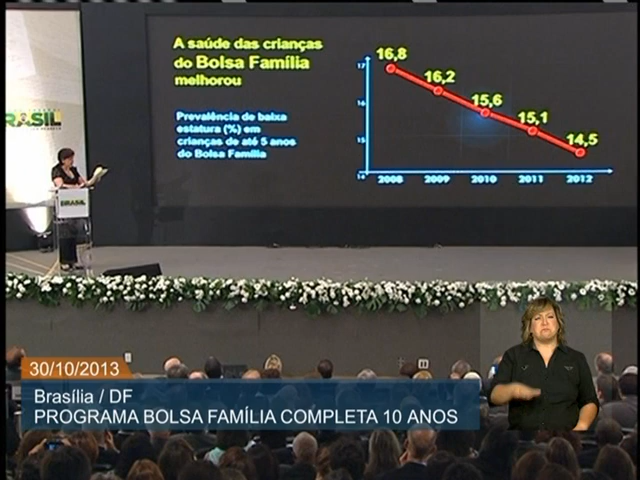 A saúde das crianças
do Bolsa Família
melhorou
Prevalência de baixa
estatura (%) em
crianças de até 5 anos
do Bolsa Família
17
16
15
14
16,8
16,2
15,6
15,1
14,5
2008 2009 2010 2011 2012
BRASIL
BRASIL
30/10/2013
Brasília / DF
PROGRAMA BOLSA FAMÍLIA COMPLETA 10 ANOS